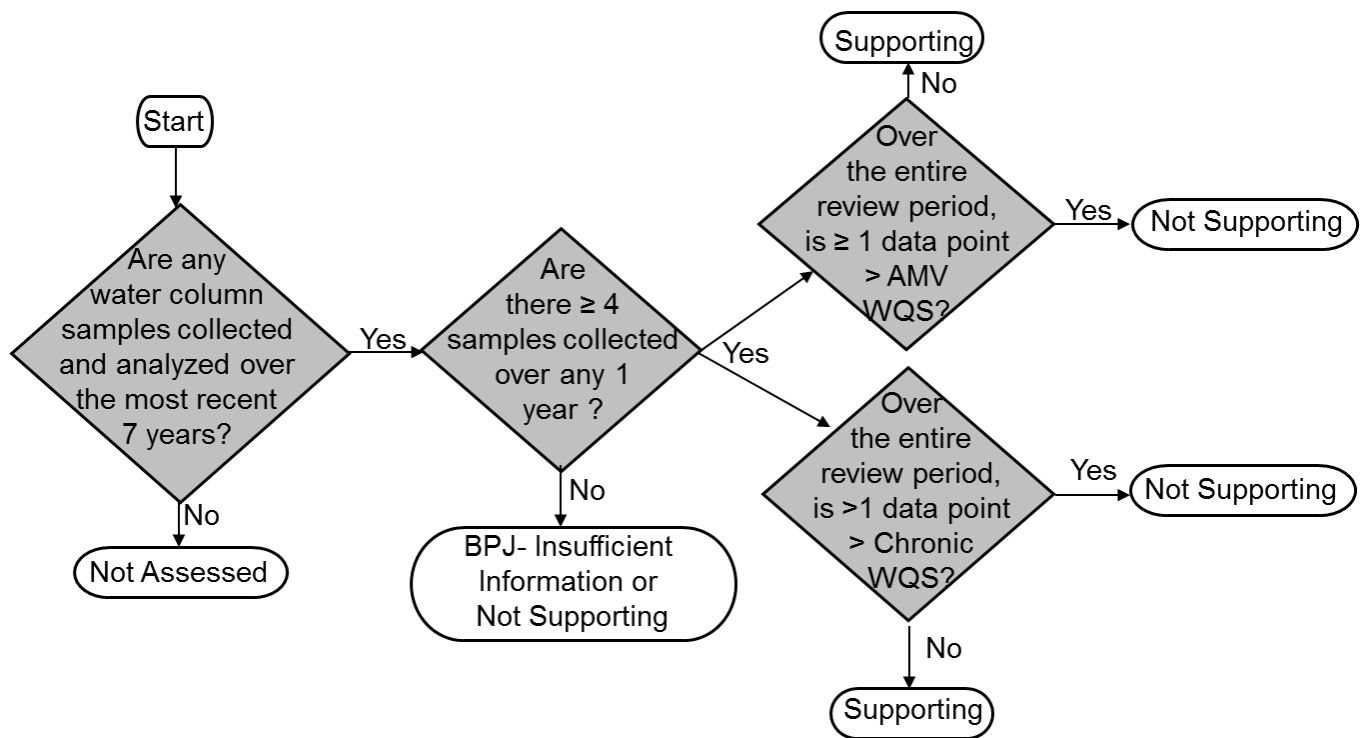 Start
Are any
water column
samples collected
and analyzed over
the most recent
7 years?
Yes
No
Not Assessed
Are
there ≥ 4
samples collected
over any 1
year ?
No
BPJ- Insufficient
Information or
Not Supporting
Yes
Supporting
No
Over
the entire
review period,
is ≥ 1 data point
> AMV
WQS?
Yes
Not Supporting
Over
the entire
review period,
is >1 data point
> Chronic
WQS?
Yes
Not Supporting
No
Supporting